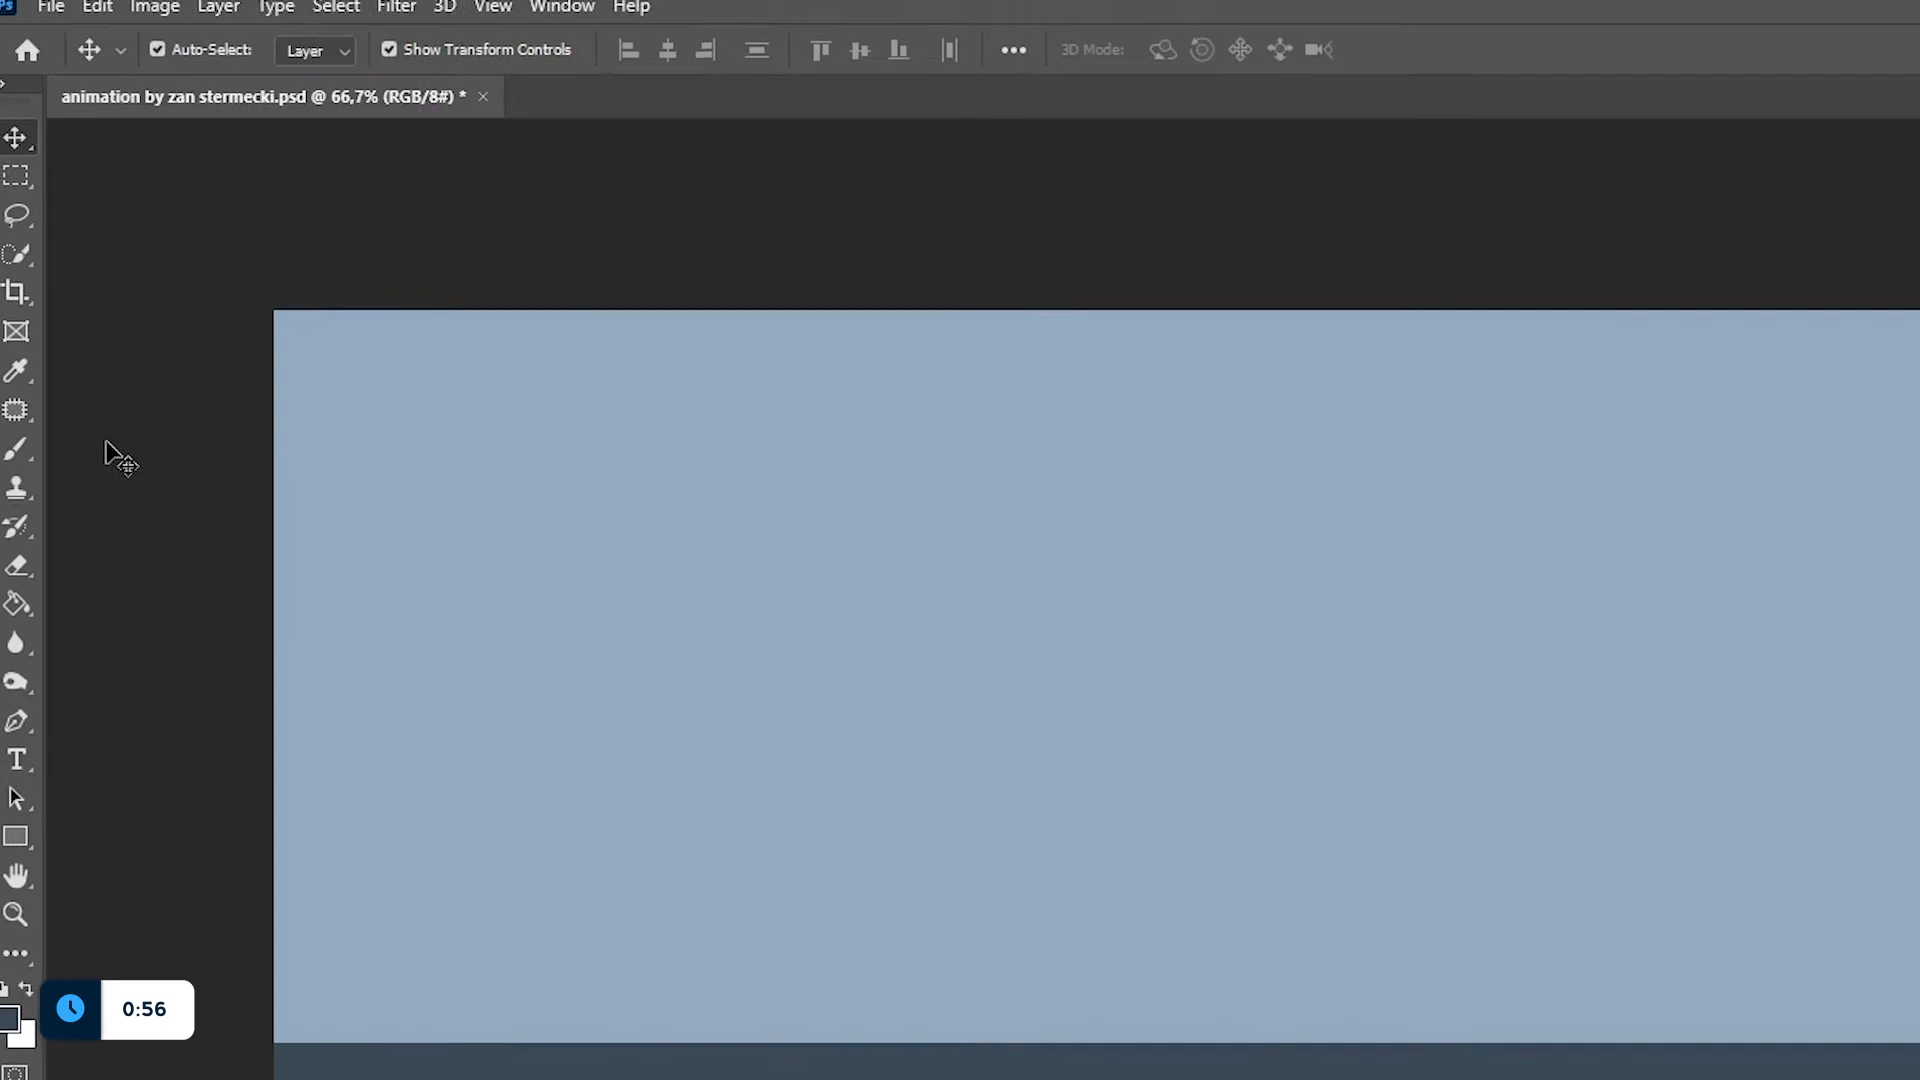 Ps File Edit Image Layer Type Select Filter 3D View Window Help
Auto-Select: Layer Show Transform Controls 3D Mode:
animation by zan stermecki.psd @ 66,7% (RGB/8#) * ×
T
0:56